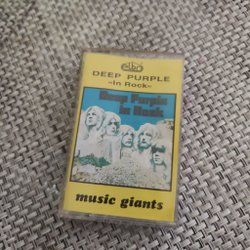 DEEP PURPLE
«In Rock»
Deep Purple
in Rock
music giants